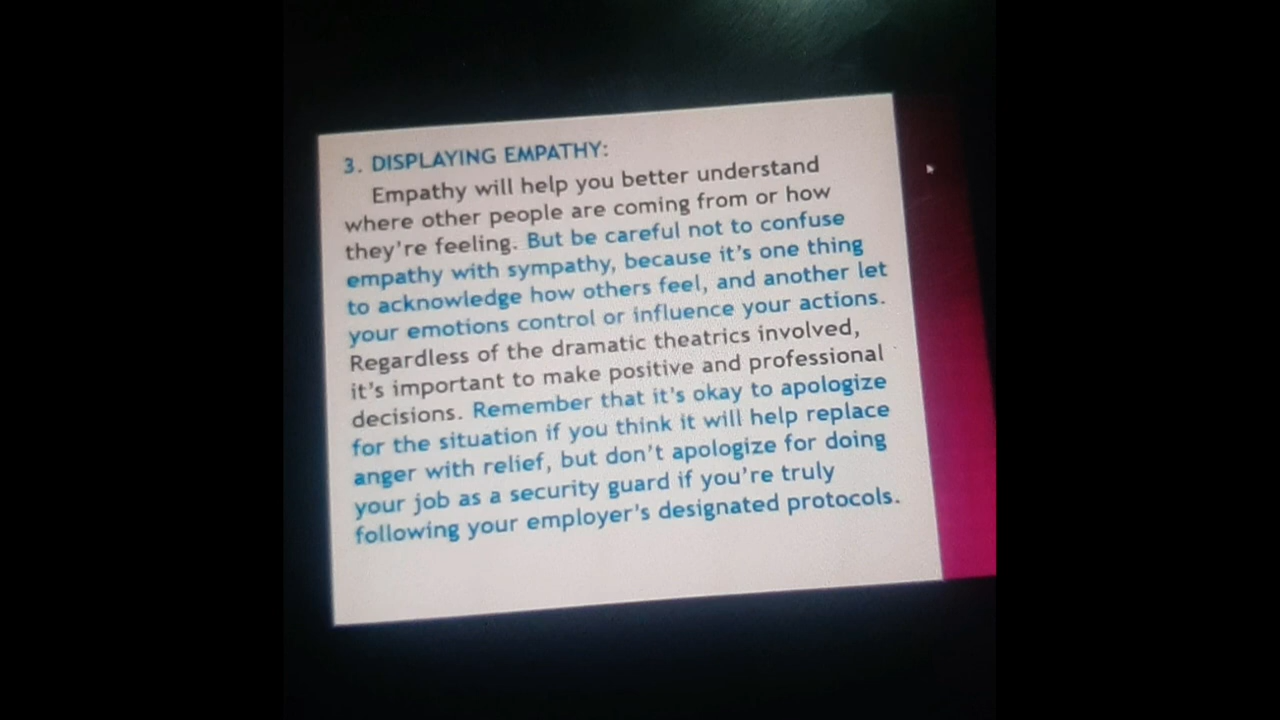 3. DISPLAYING EMPATHY:
Empathy will help you better understand
where other people are coming from or how
they're feeling. But be careful not to confuse
empathy with sympathy, because it's one thing
to acknowledge how others feel, and another let
your emotions control or influence your actions.
Regardless of the dramatic theatrics involved,
it's important to make positive and professional
decisions. Remember that it's okay to apologize
for the situation if you think it will help replace
anger with relief, but don't apologize for doing
your job as a security guard if you're truly
following your employer's designated protocols.